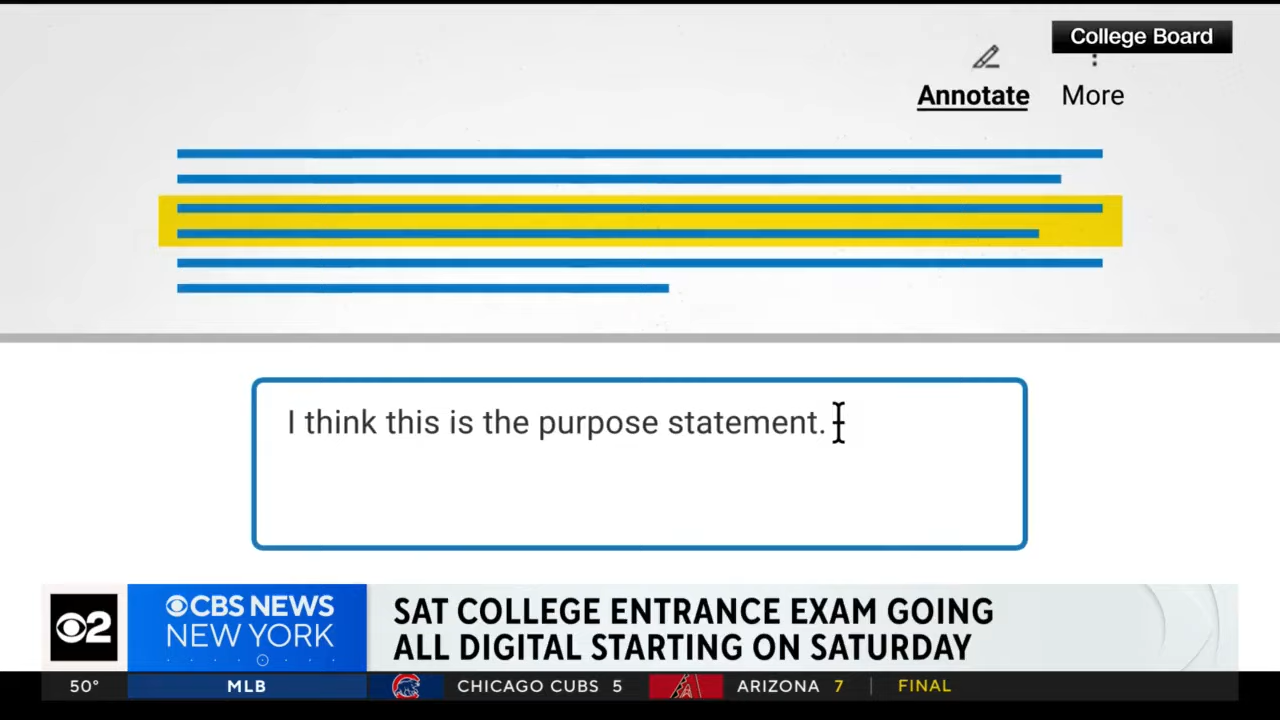 College Board
Annotate More
I think this is the purpose statement.
2 CBS NEWS
NEW YORK
SAT COLLEGE ENTRANCE EXAM GOING
ALL DIGITAL STARTING ON SATURDAY
50° MLB CHICAGO CUBS 5 ARIZONA 7 FINAL